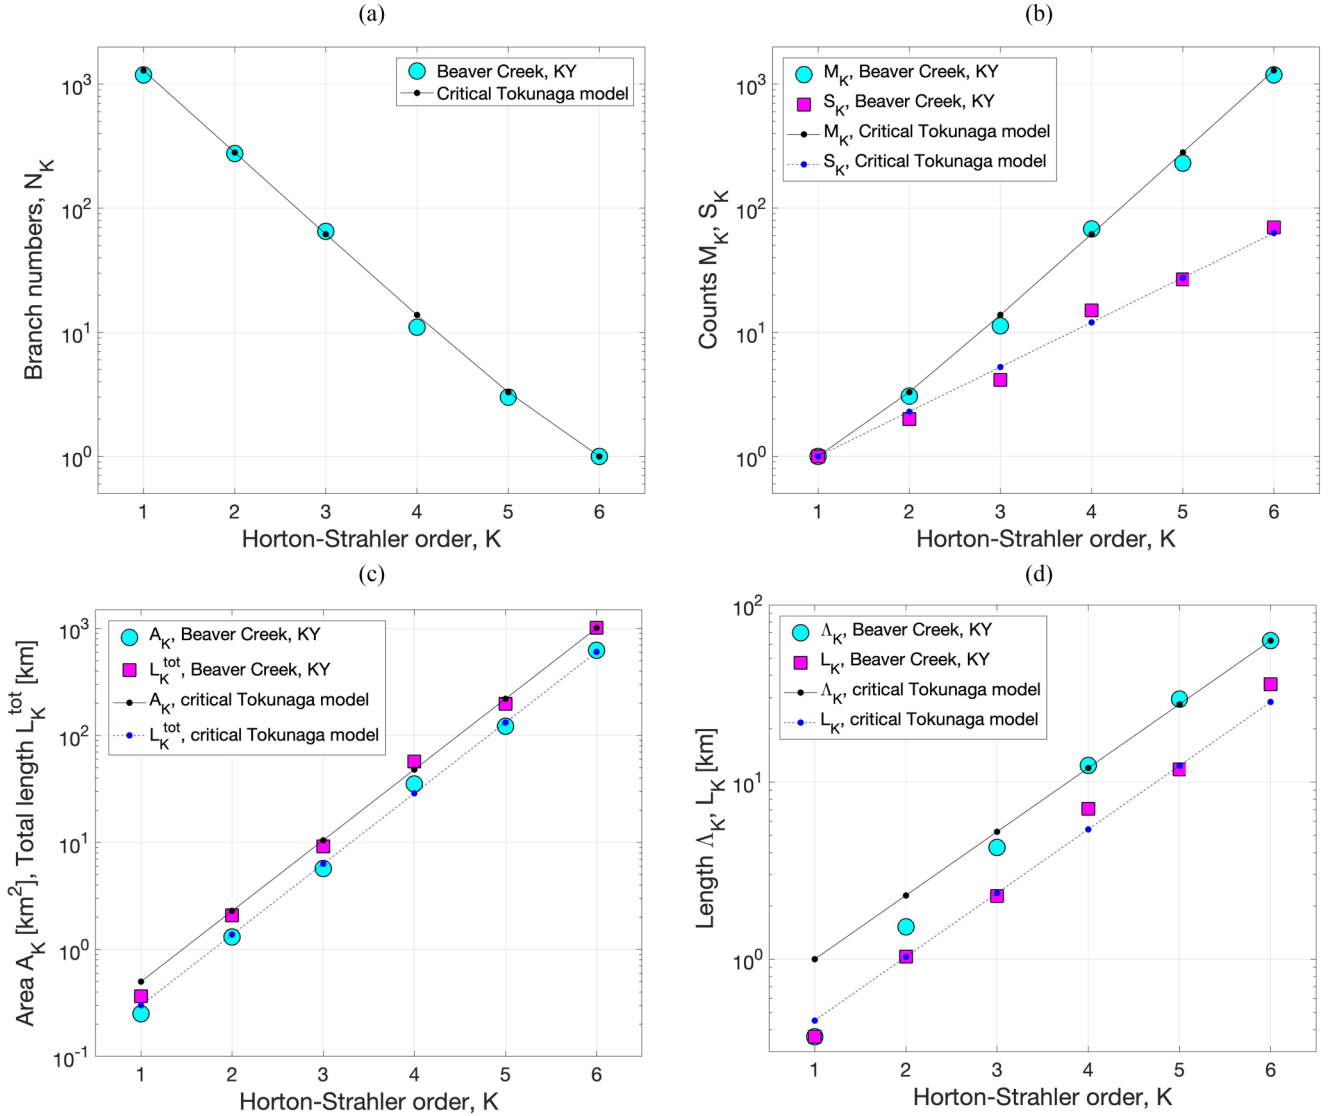 (a)
Beaver Creek, KY
Critical Tokunaga model
Branch numbers, N_K
10^3
10^2
10^1
10^0
1 2 3 4 5 6
Horton-Strahler order, K
(b)
M_K, Beaver Creek, KY
S_K, Beaver Creek, KY
M_K, Critical Tokunaga model
S_K, Critical Tokunaga model
Counts M_K, S_K
10^3
10^2
10^1
10^0
1 2 3 4 5 6
Horton-Strahler order, K
(c)
A_K, Beaver Creek, KY
L_K^tot, Beaver Creek, KY
A_K, critical Tokunaga model
L_K^tot, critical Tokunaga model
Area A_K [km^2], Total length L_K^tot [km]
10^3
10^2
10^1
10^0
10^-1
1 2 3 4 5 6
Horton-Strahler order, K
(d)
Λ_K, Beaver Creek, KY
L_K, Beaver Creek, KY
Λ_K, critical Tokunaga model
L_K, critical Tokunaga model
Length Λ_K, L_K [km]
10^2
10^1
10^0
1 2 3 4 5 6
Horton-Strahler order, K